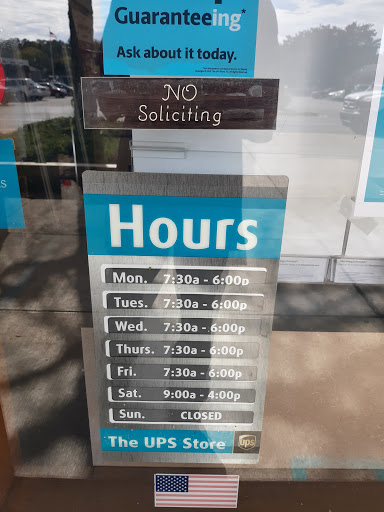 Guaranteeing*
Ask about it today.
NO
Soliciting
Hours
Mon. 7:30a - 6:00p
Tues. 7:30a - 6:00p
Wed. 7:30a - 6:00p
Thurs. 7:30a - 6:00p
Fri. 7:30a - 6:00p
Sat. 9:00a - 4:00p
Sun. CLOSED
The UPS Store ups